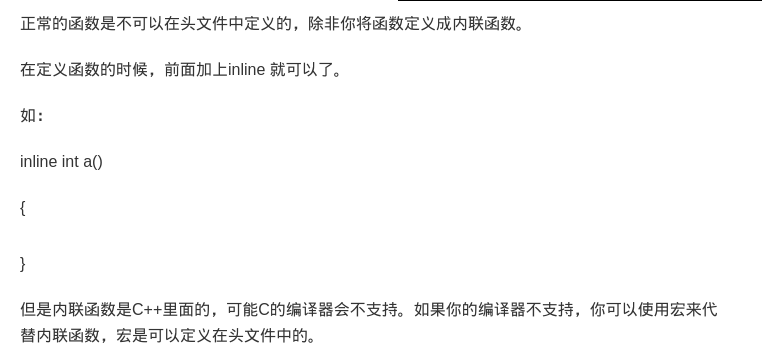 正常的函数是不可以在头文件中定义的，除非你将函数定义成内联函数。
在定义函数的时候，前面加上inline 就可以了。
如：
inline int a()
{
}
但是内联函数是C++里面的，可能C的编译器会不支持。如果你的编译器不支持，你可以使用宏来代
替内联函数，宏是可以定义在头文件中的。